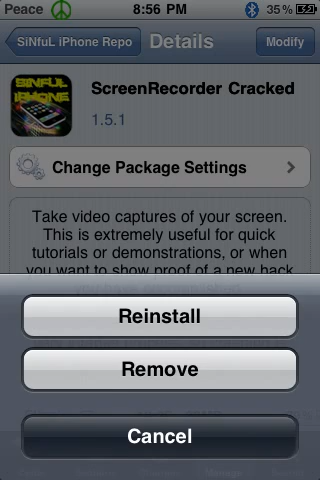 Peace 8:56 PM 35%
SiNfuL iPhone Repo Details Modify
SINFUL
IPHONE
ScreenRecorder Cracked
1.5.1
Change Package Settings
Take video captures of your screen.
This is extremely useful for quick
tutorials or demonstrations, or when
you want to show proof of a new hack
Reinstall
Remove
Cancel
Manage